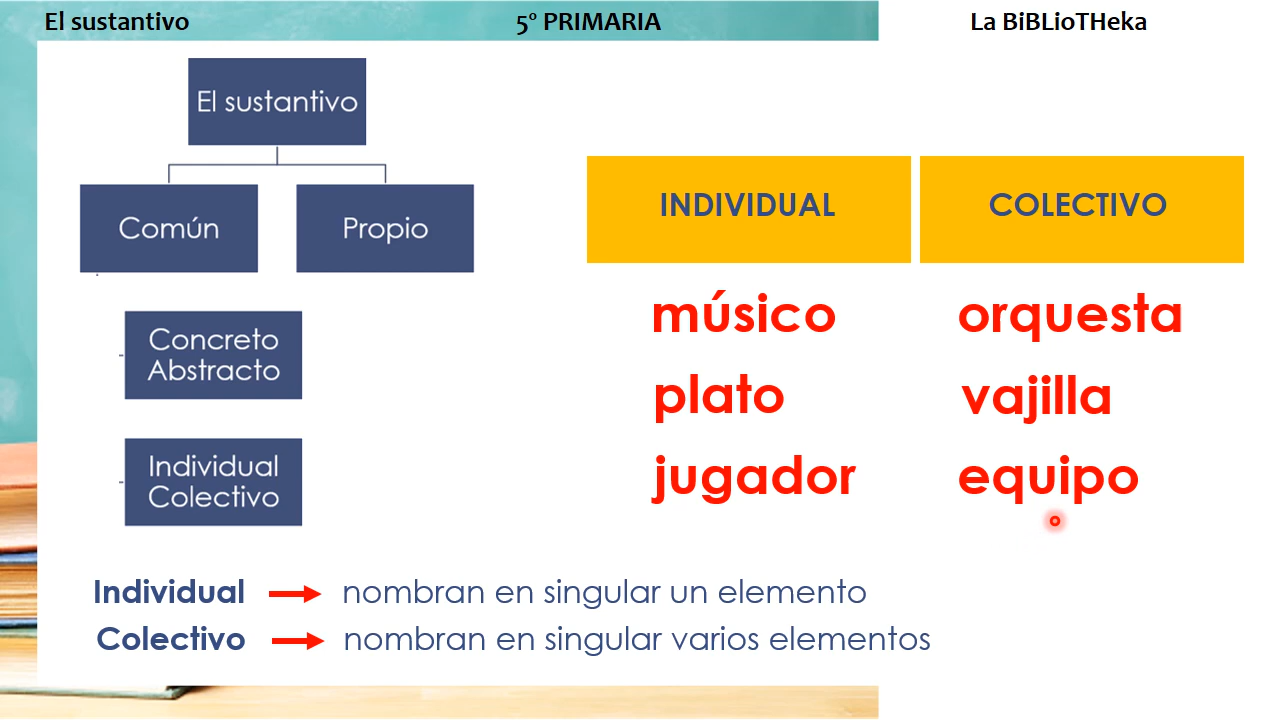 El sustantivo
5º PRIMARIA
La BiBLioTHeka
El sustantivo
Común
Propio
Concreto
Abstracto
Individual
Colectivo
INDIVIDUAL
COLECTIVO
músico
orquesta
plato
vajilla
jugador
equipo
Individual → nombran en singular un elemento
Colectivo → nombran en singular varios elementos